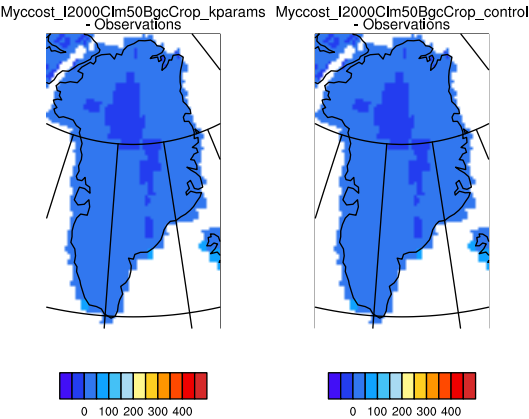 Myccost_I2000Clm50BgcCrop_kparams
- Observations
Myccost_I2000Clm50BgcCrop_control
- Observations
0 100 200 300 400
0 100 200 300 400